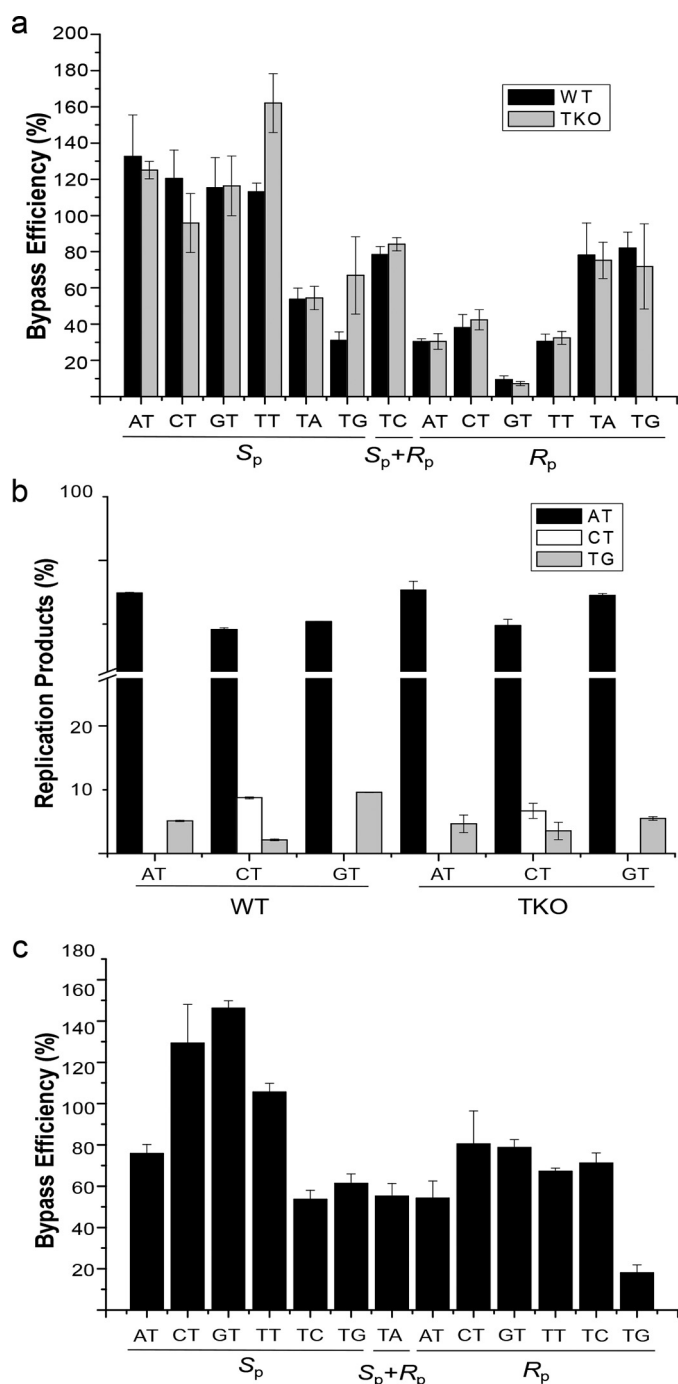 a
Bypass Efficiency (%)
200
180
160
140
120
100
80
60
40
20
WT
TKO
AT CT GT TT TA TG TC AT CT GT TT TA TG
Sp Sp+Rp Rp
b
Replication Products (%)
100
20
10
0
AT
CT
TG
AT CT GT AT CT GT
WT TKO
c
Bypass Efficiency (%)
180
160
140
120
100
80
60
40
20
0
AT CT GT TT TC TG TA AT CT GT TT TC TG
Sp Sp+Rp Rp